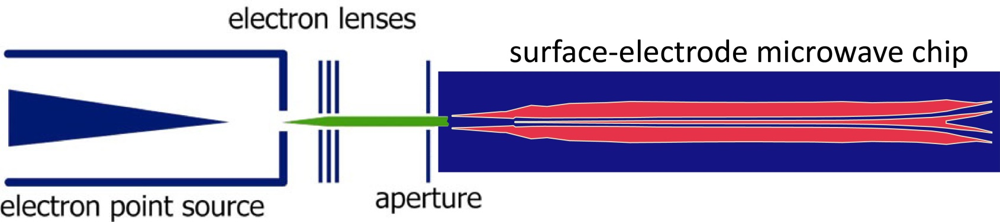 electron lenses
surface-electrode microwave chip
electron point source
aperture